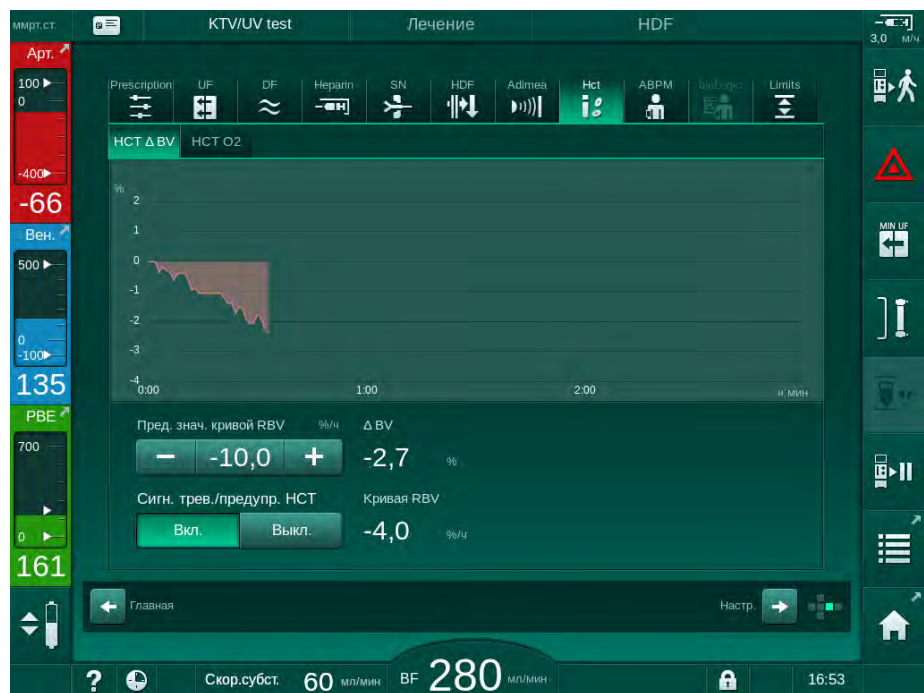 ммрт.ст.
KTV/UV test
Лечение
HDF
3,0 м/ч
Арт.
100
0
-400
-66
Вен.
500
0
-100
135
PBE
700
0
161
Prescription
UF
DF
Heparin
SN
HDF
Adimea
Hct
ABPM
bioLogic
Limits
HCT Δ BV
HCT O2
%
2
1
0
-1
-2
-3
-4
0:00
1:00
2:00
ч:мин
Пред. знач. кривой RBV %/ч
-10,0
Δ BV
-2,7 %
Сигн. трев./предупр. HCT
Вкл.
Выкл.
Кривая RBV
-4,0 %/ч
MIN UF
Главная
Настр.
?
Скор.субст. 60 мл/мин
BF 280 мл/мин
16:53